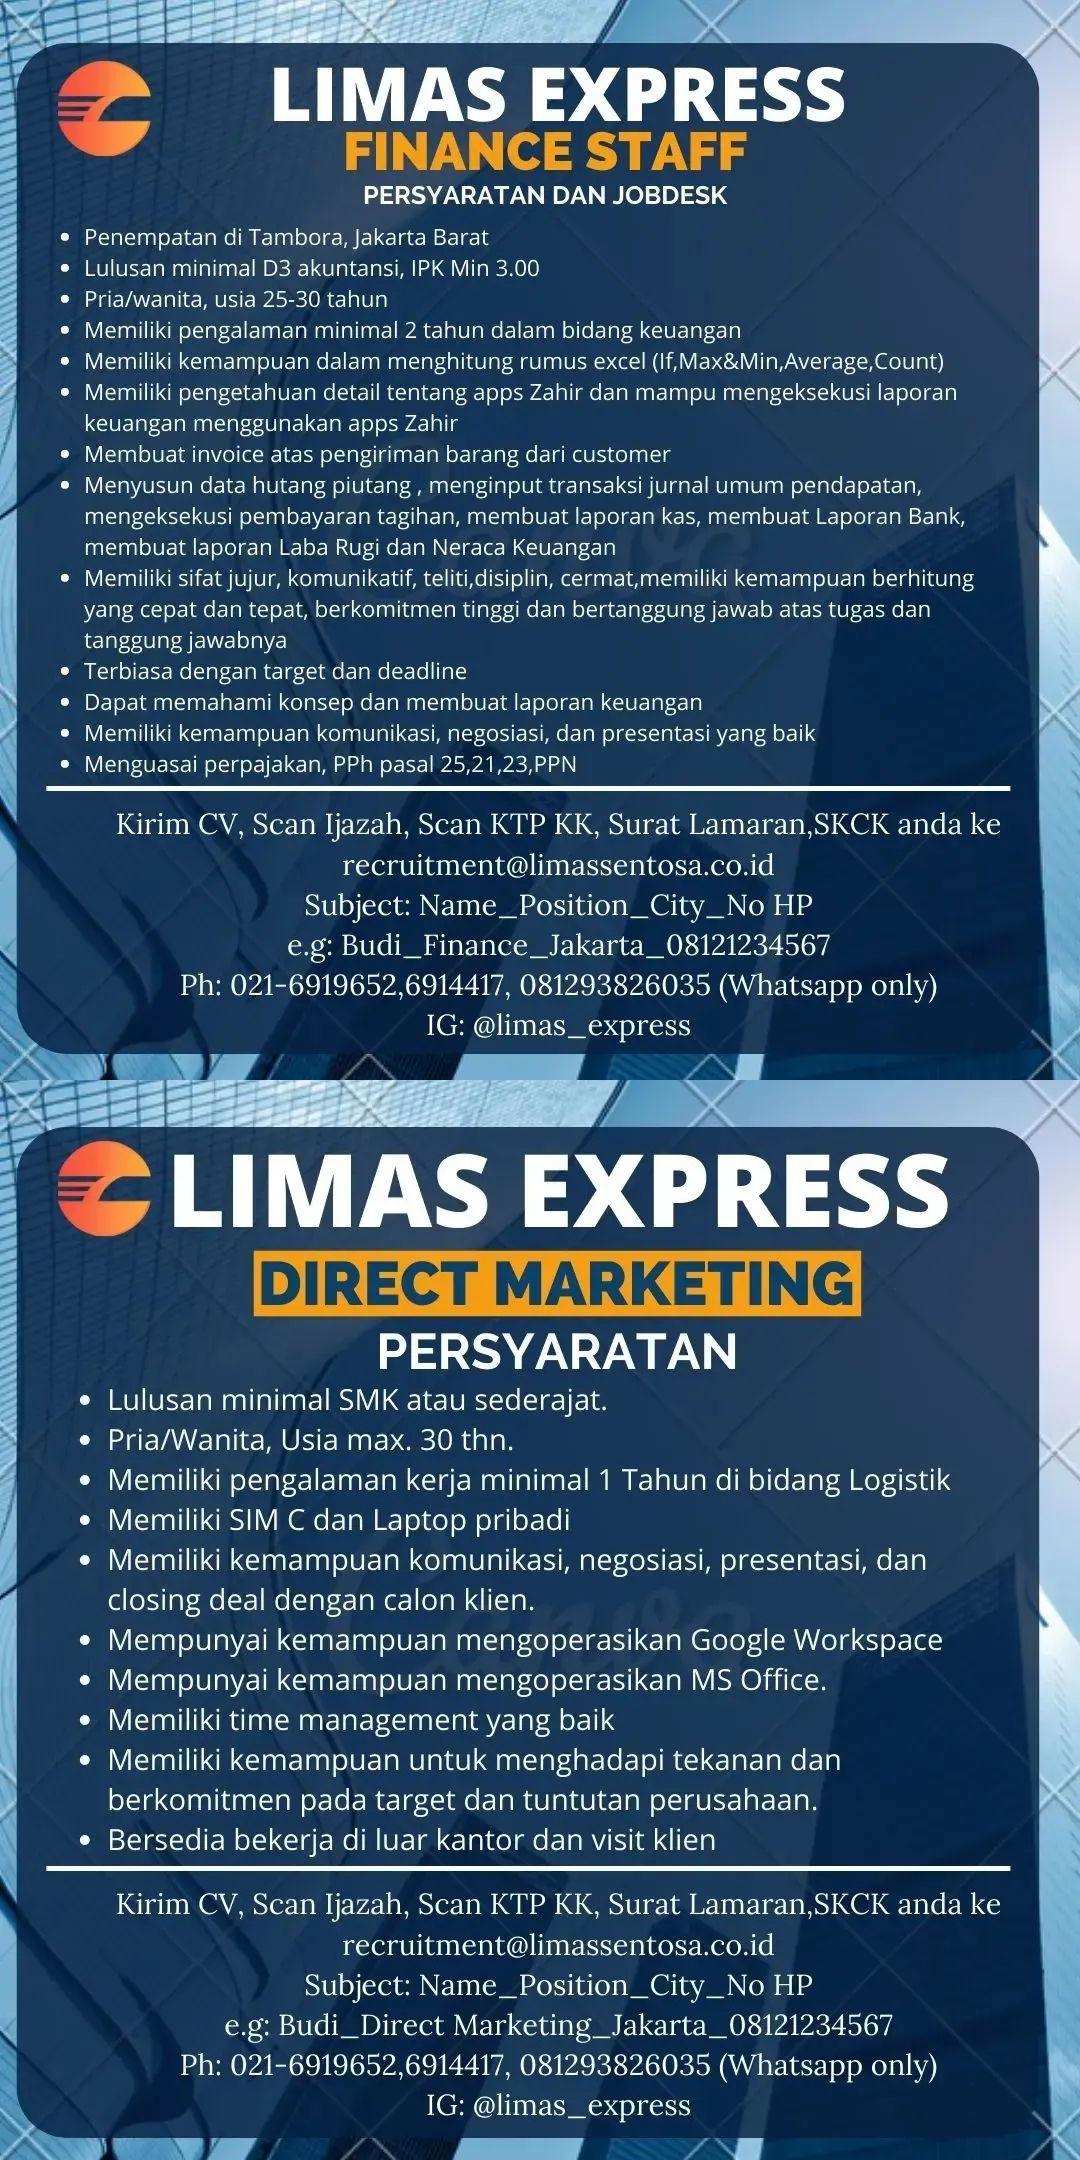 LIMAS EXPRESS
FINANCE STAFF
PERSYARATAN DAN JOBDESK
• Penempatan di Tambora, Jakarta Barat
• Lulusan minimal D3 akuntansi, IPK Min 3.00
• Pria/wanita, usia 25-30 tahun
• Memiliki pengalaman minimal 2 tahun dalam bidang keuangan
• Memiliki kemampuan dalam menghitung rumus excel (If,Max&Min,Average,Count)
• Memiliki pengetahuan detail tentang apps Zahir dan mampu mengeksekusi laporan
keuangan menggunakan apps Zahir
• Membuat invoice atas pengiriman barang dari customer
• Menyusun data hutang piutang , menginput transaksi jurnal umum pendapatan,
mengeksekusi pembayaran tagihan, membuat laporan kas, membuat Laporan Bank,
membuat laporan Laba Rugi dan Neraca Keuangan
• Memiliki sifat jujur, komunikatif, teliti,disiplin, cermat,memiliki kemampuan berhitung
yang cepat dan tepat, berkomitmen tinggi dan bertanggung jawab atas tugas dan
tanggung jawabnya
• Terbiasa dengan target dan deadline
• Dapat memahami konsep dan membuat laporan keuangan
• Memiliki kemampuan komunikasi, negosiasi, dan presentasi yang baik
• Menguasai perpajakan, PPh pasal 25,21,23,PPN
Kirim CV, Scan Ijazah, Scan KTP KK, Surat Lamaran,SKCK anda ke
recruitment@limassentosa.co.id
Subject: Name_Position_City_No HP
e.g: Budi_Finance_Jakarta_08121234567
Ph: 021-6919652,6914417, 081293826035 (Whatsapp only)
IG: @limas_express
LIMAS EXPRESS
DIRECT MARKETING
PERSYARATAN
• Lulusan minimal SMK atau sederajat.
• Pria/Wanita, Usia max. 30 thn.
• Memiliki pengalaman kerja minimal 1 Tahun di bidang Logistik
• Memiliki SIM C dan Laptop pribadi
• Memiliki kemampuan komunikasi, negosiasi, presentasi, dan
closing deal dengan calon klien.
• Mempunyai kemampuan mengoperasikan Google Workspace
• Mempunyai kemampuan mengoperasikan MS Office.
• Memiliki time management yang baik
• Memiliki kemampuan untuk menghadapi tekanan dan
berkomitmen pada target dan tuntutan perusahaan.
• Bersedia bekerja di luar kantor dan visit klien
Kirim CV, Scan Ijazah, Scan KTP KK, Surat Lamaran,SKCK anda ke
recruitment@limassentosa.co.id
Subject: Name_Position_City_No HP
e.g: Budi_Direct Marketing_Jakarta_08121234567
Ph: 021-6919652,6914417, 081293826035 (Whatsapp only)
IG: @limas_express